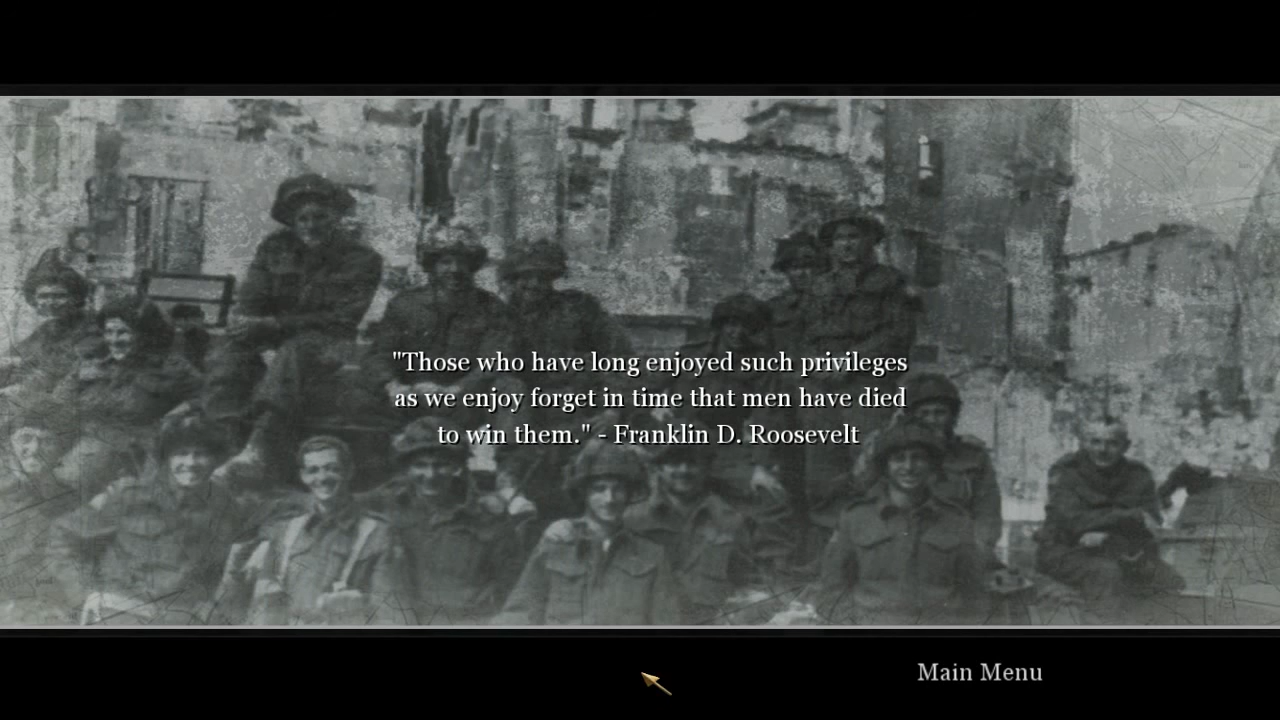 "Those who have long enjoyed such privileges
as we enjoy forget in time that men have died
to win them." - Franklin D. Roosevelt
Main Menu